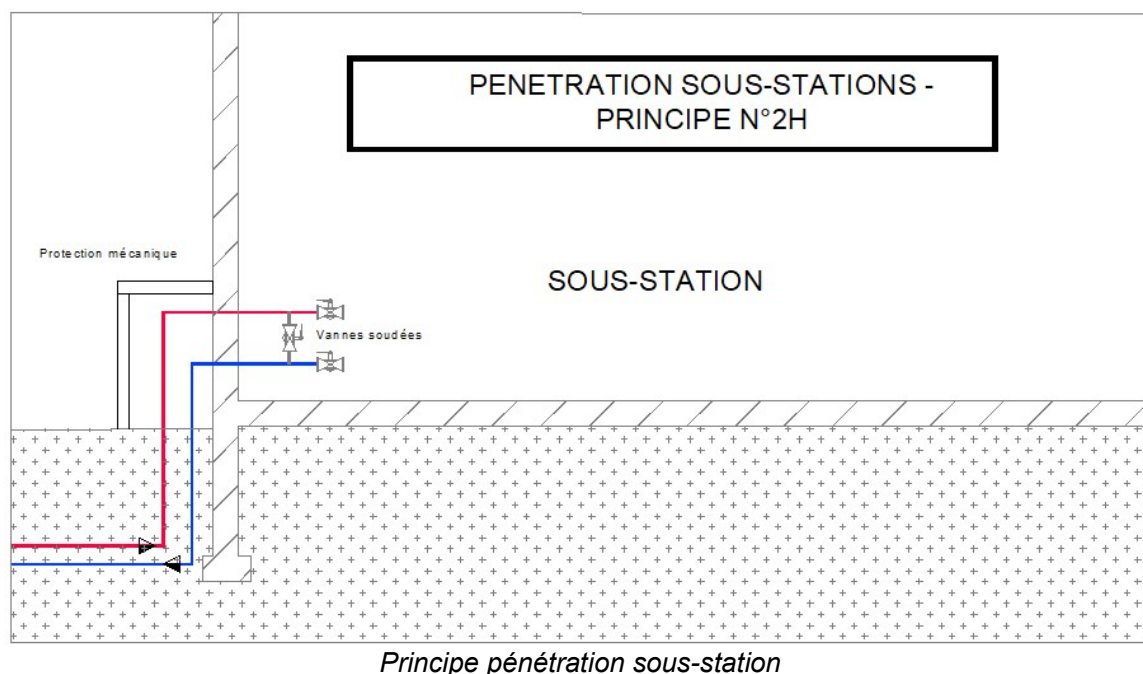 PENETRATION SOUS-STATIONS -
PRINCIPE N°2H
Protection mécanique
SOUS-STATION
Vannes soudées
Principe pénétration sous-station